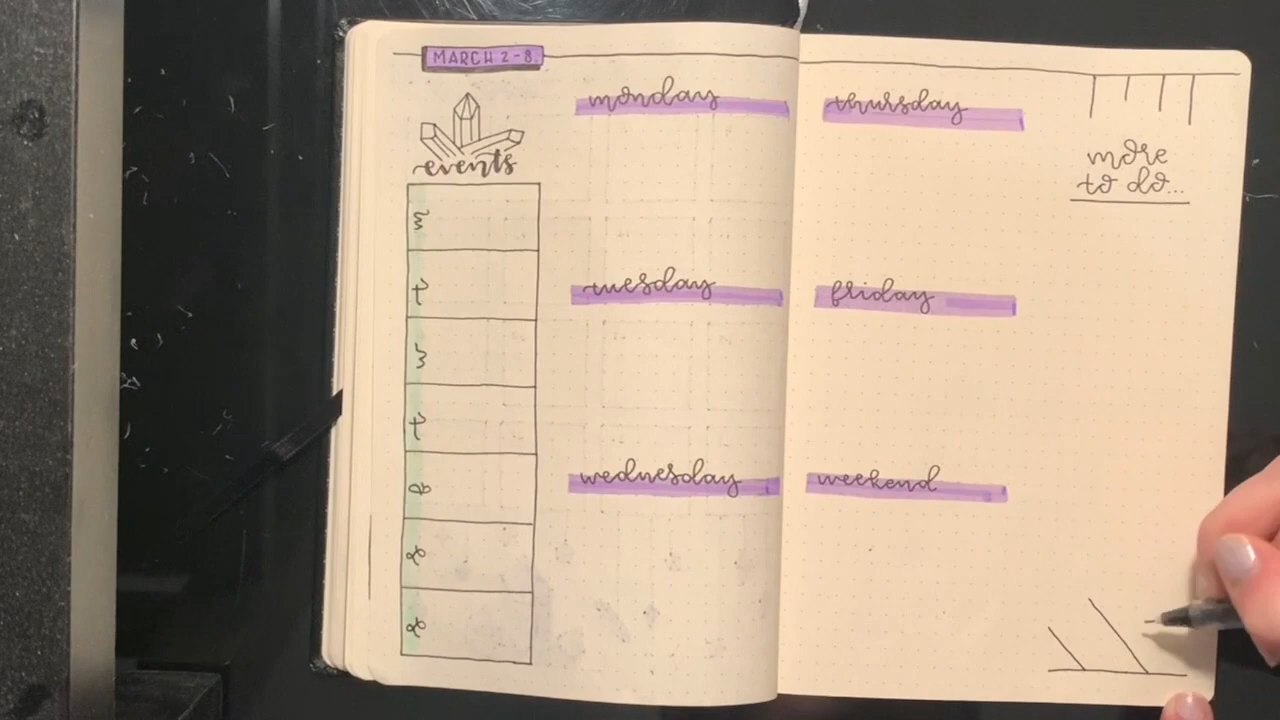 MARCH 2-8.
events
m
t
w
t
f
s
s
monday
tuesday
wednesday
thursday
friday
weekend
more
to do...